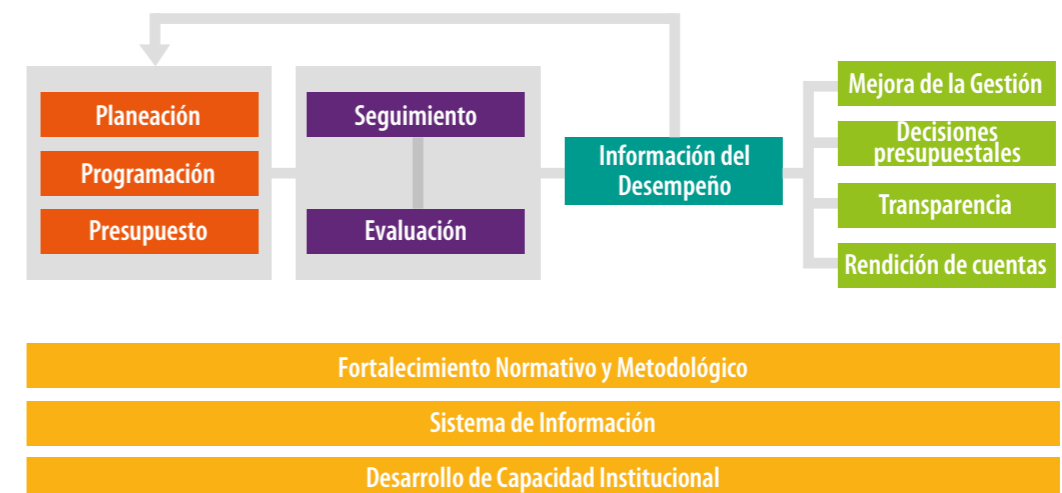 Planeación
Programación
Presupuesto
Seguimiento
Evaluación
Información del
Desempeño
Mejora de la Gestión
Decisiones
presupuestales
Transparencia
Rendición de cuentas
Fortalecimiento Normativo y Metodológico
Sistema de Información
Desarrollo de Capacidad Institucional